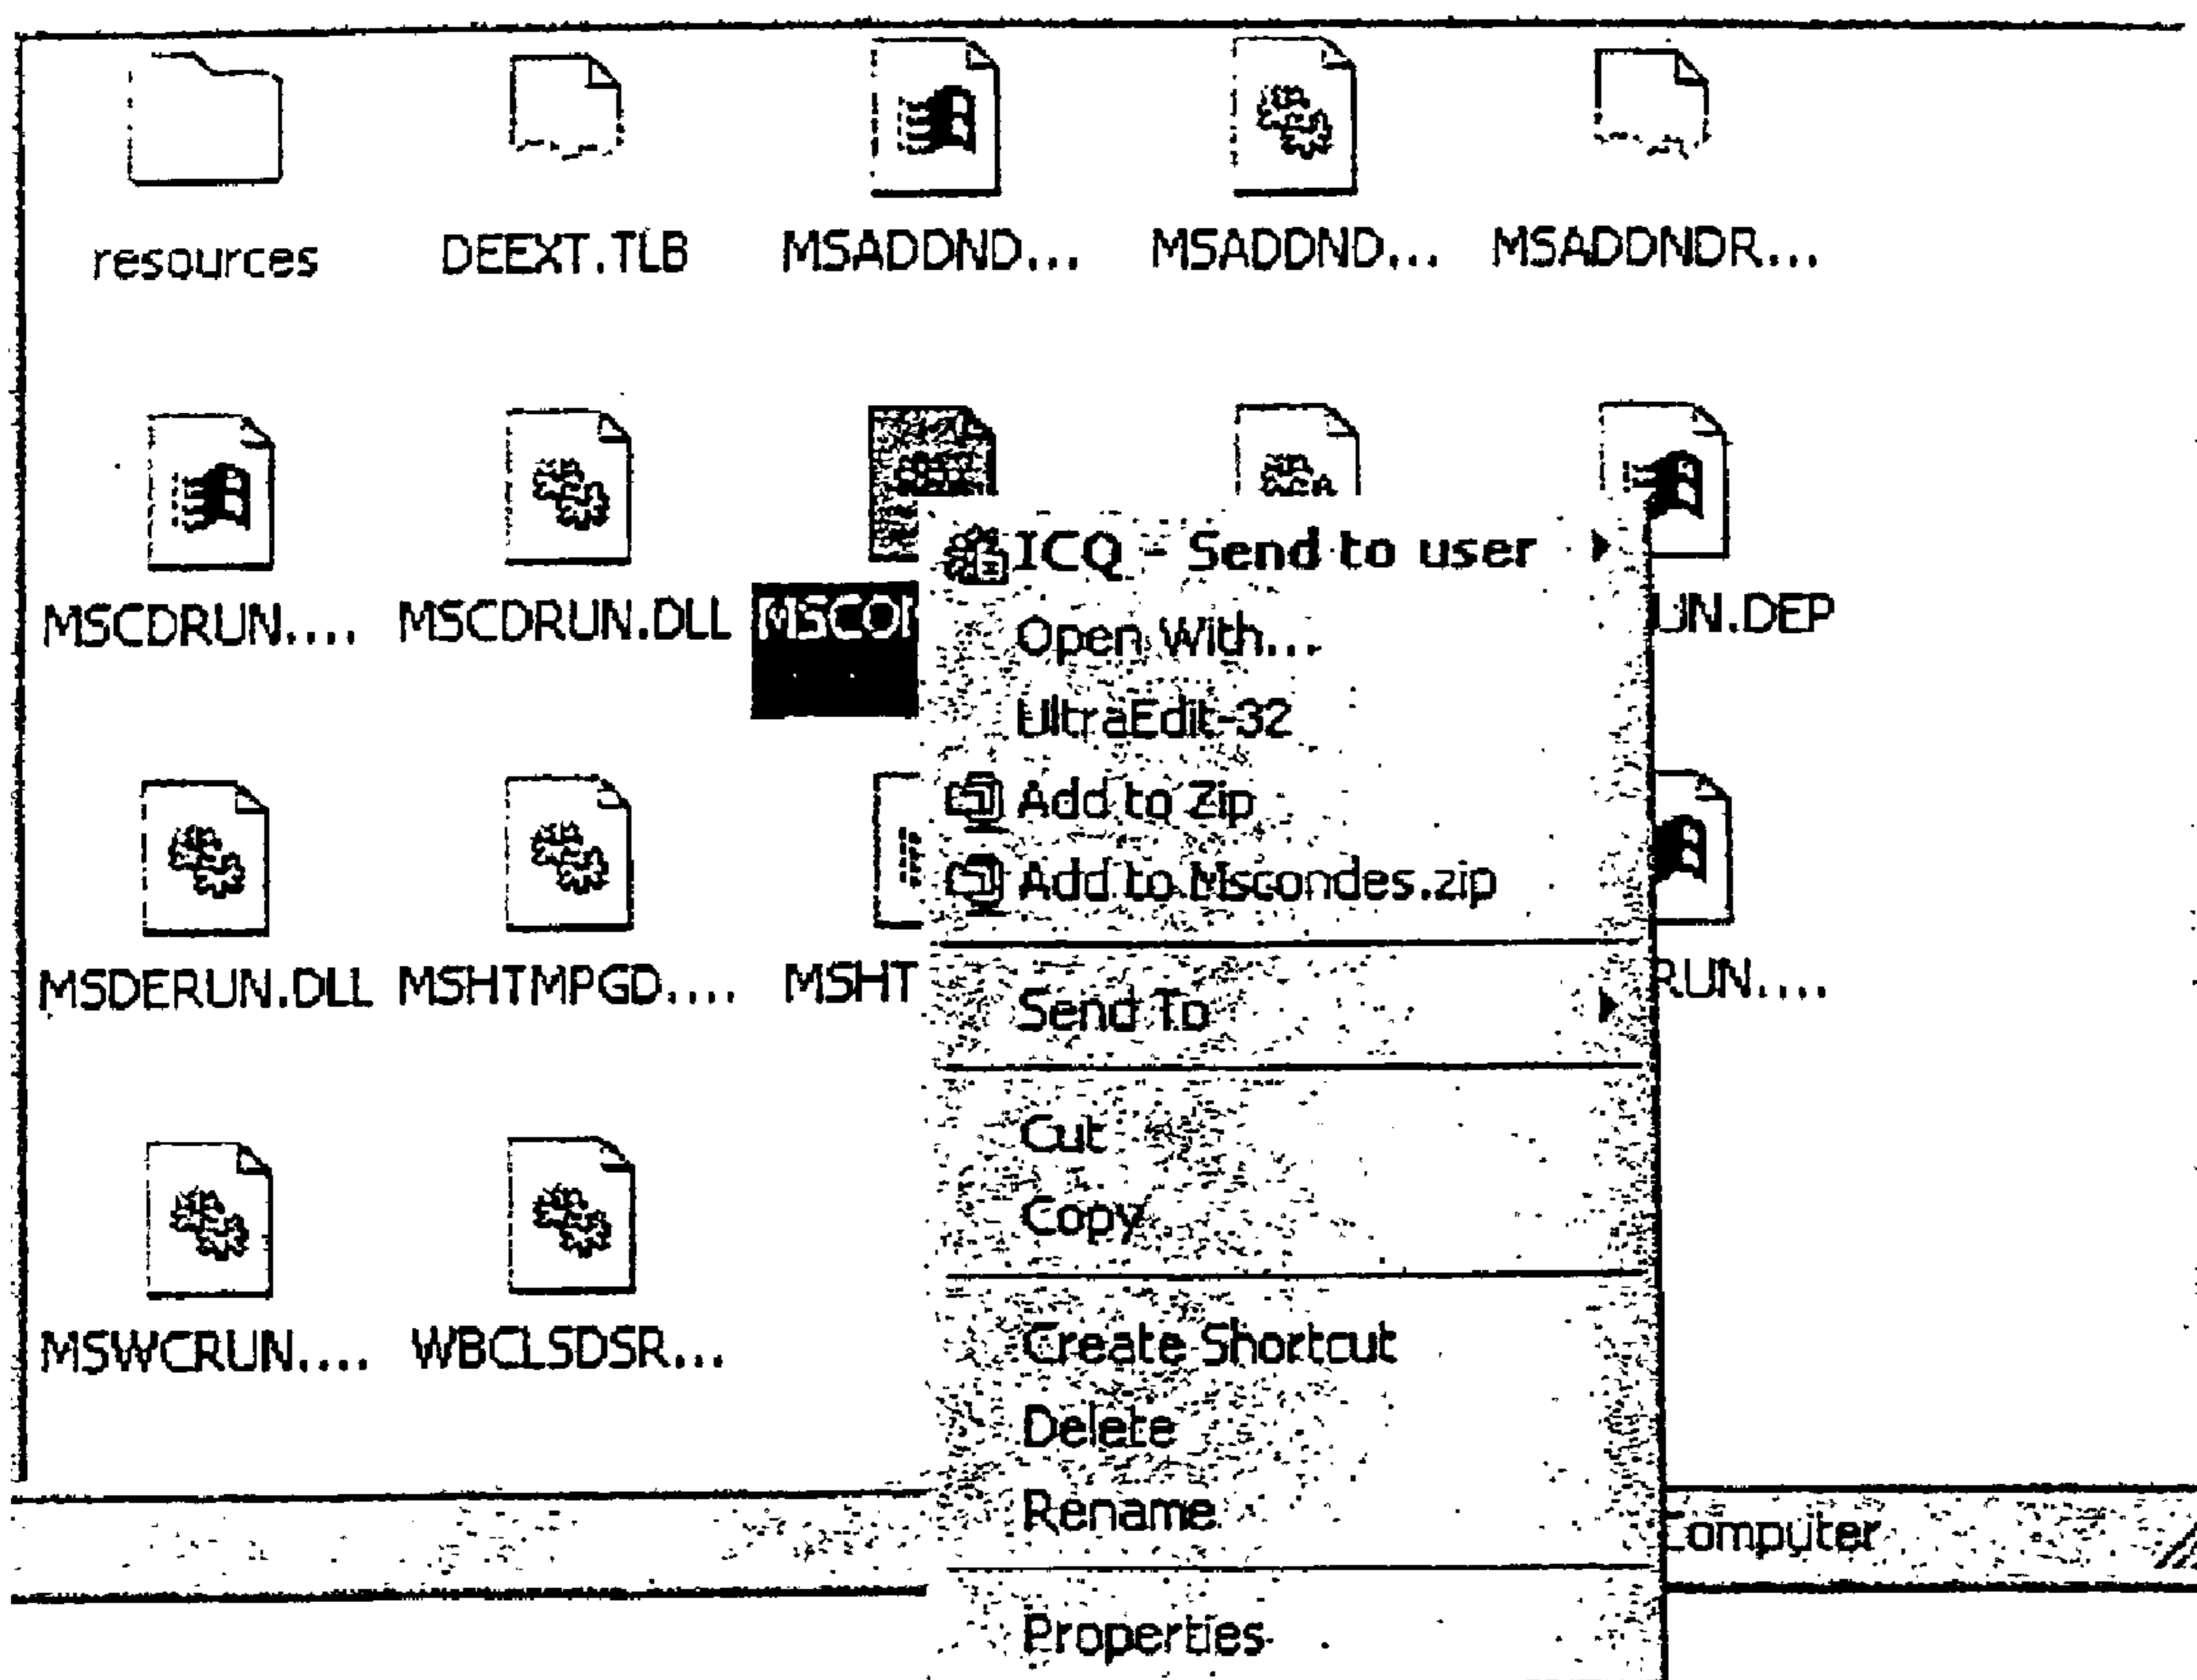 resources DEEXT.TLB MSADDND... MSADDND... MSADDNDR...
MSCDRUN.... MSCDRUN.DLL MSCON UN.DEP
ICQ - Send to user
Open With...
UltraEdit-32
Add to Zip
Add to Mscondes.zip
MSDERUN.DLL MSHTMPGD.... MSHT RUN....
Send To
Cut
Copy
Create Shortcut
MSWCRUN.... WBCLSDSR...
Delete
Rename
Computer
Properties